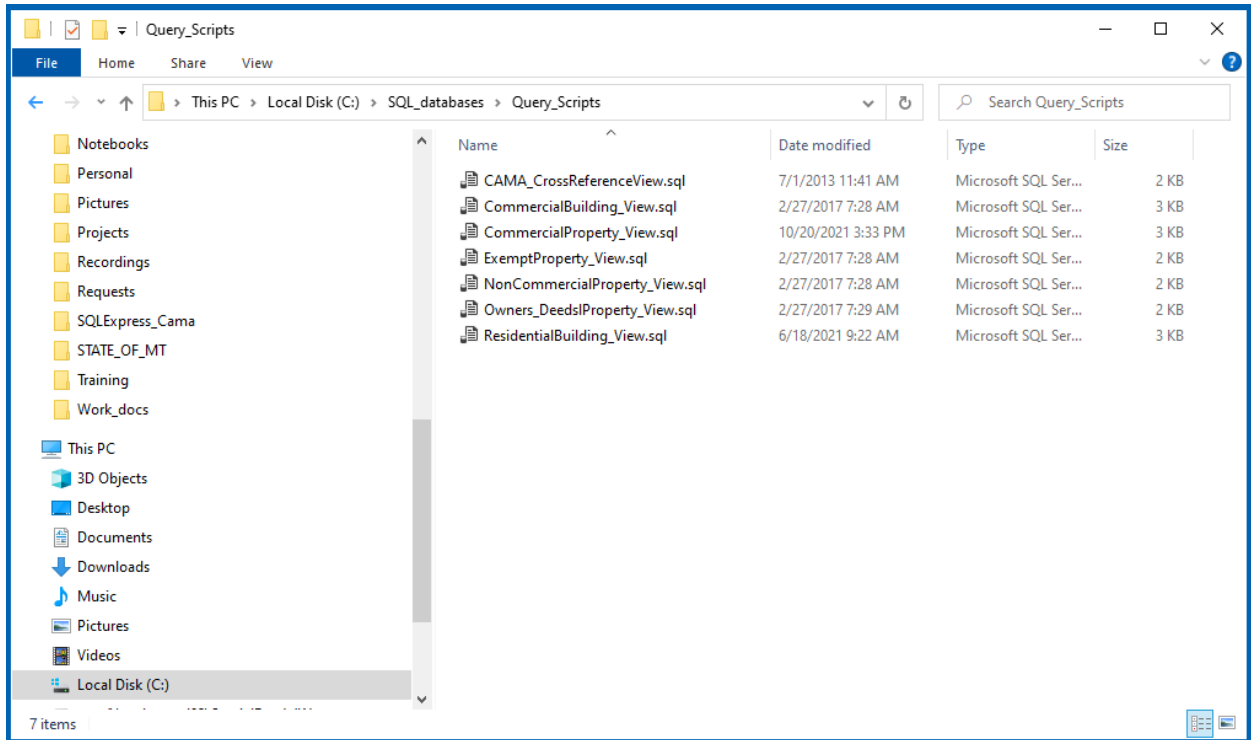 Query_Scripts
File Home Share View
This PC Local Disk (C:) SQL_databases Query_Scripts Search Query_Scripts
Notebooks
Personal
Pictures
Projects
Recordings
Requests
SQLExpress_Cama
STATE_OF_MT
Training
Work_docs
This PC
3D Objects
Desktop
Documents
Downloads
Music
Pictures
Videos
Local Disk (C:)
Name Date modified Type Size
CAMA_CrossReferenceView.sql 7/1/2013 11:41 AM Microsoft SQL Ser... 2 KB
CommercialBuilding_View.sql 2/27/2017 7:28 AM Microsoft SQL Ser... 3 KB
CommercialProperty_View.sql 10/20/2021 3:33 PM Microsoft SQL Ser... 3 KB
ExemptProperty_View.sql 2/27/2017 7:28 AM Microsoft SQL Ser... 2 KB
NonCommercialProperty_View.sql 2/27/2017 7:28 AM Microsoft SQL Ser... 2 KB
Owners_DeedsIProperty_View.sql 2/27/2017 7:29 AM Microsoft SQL Ser... 2 KB
ResidentialBuilding_View.sql 6/18/2021 9:22 AM Microsoft SQL Ser... 3 KB
7 items